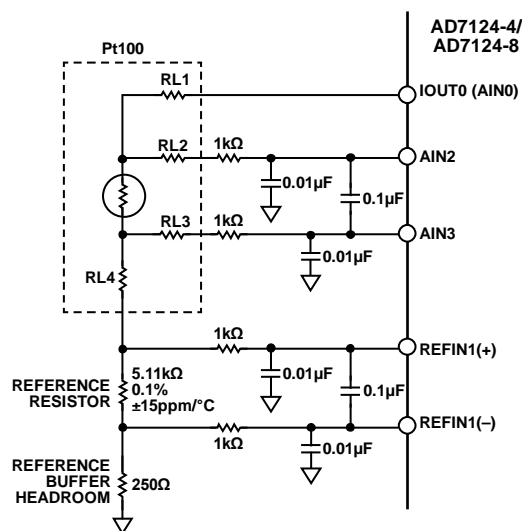 AD7124-4/
AD7124-8
Pt100
RL1
IOUT0 (AIN0)
RL2
1kΩ
AIN2
0.01µF
0.1µF
RL3
1kΩ
AIN3
0.01µF
RL4
1kΩ
REFIN1(+)
5.11kΩ
0.1%
±15ppm/°C
REFERENCE
RESISTOR
0.01µF
0.1µF
REFIN1(–)
1kΩ
0.01µF
REFERENCE
BUFFER
HEADROOM
250Ω